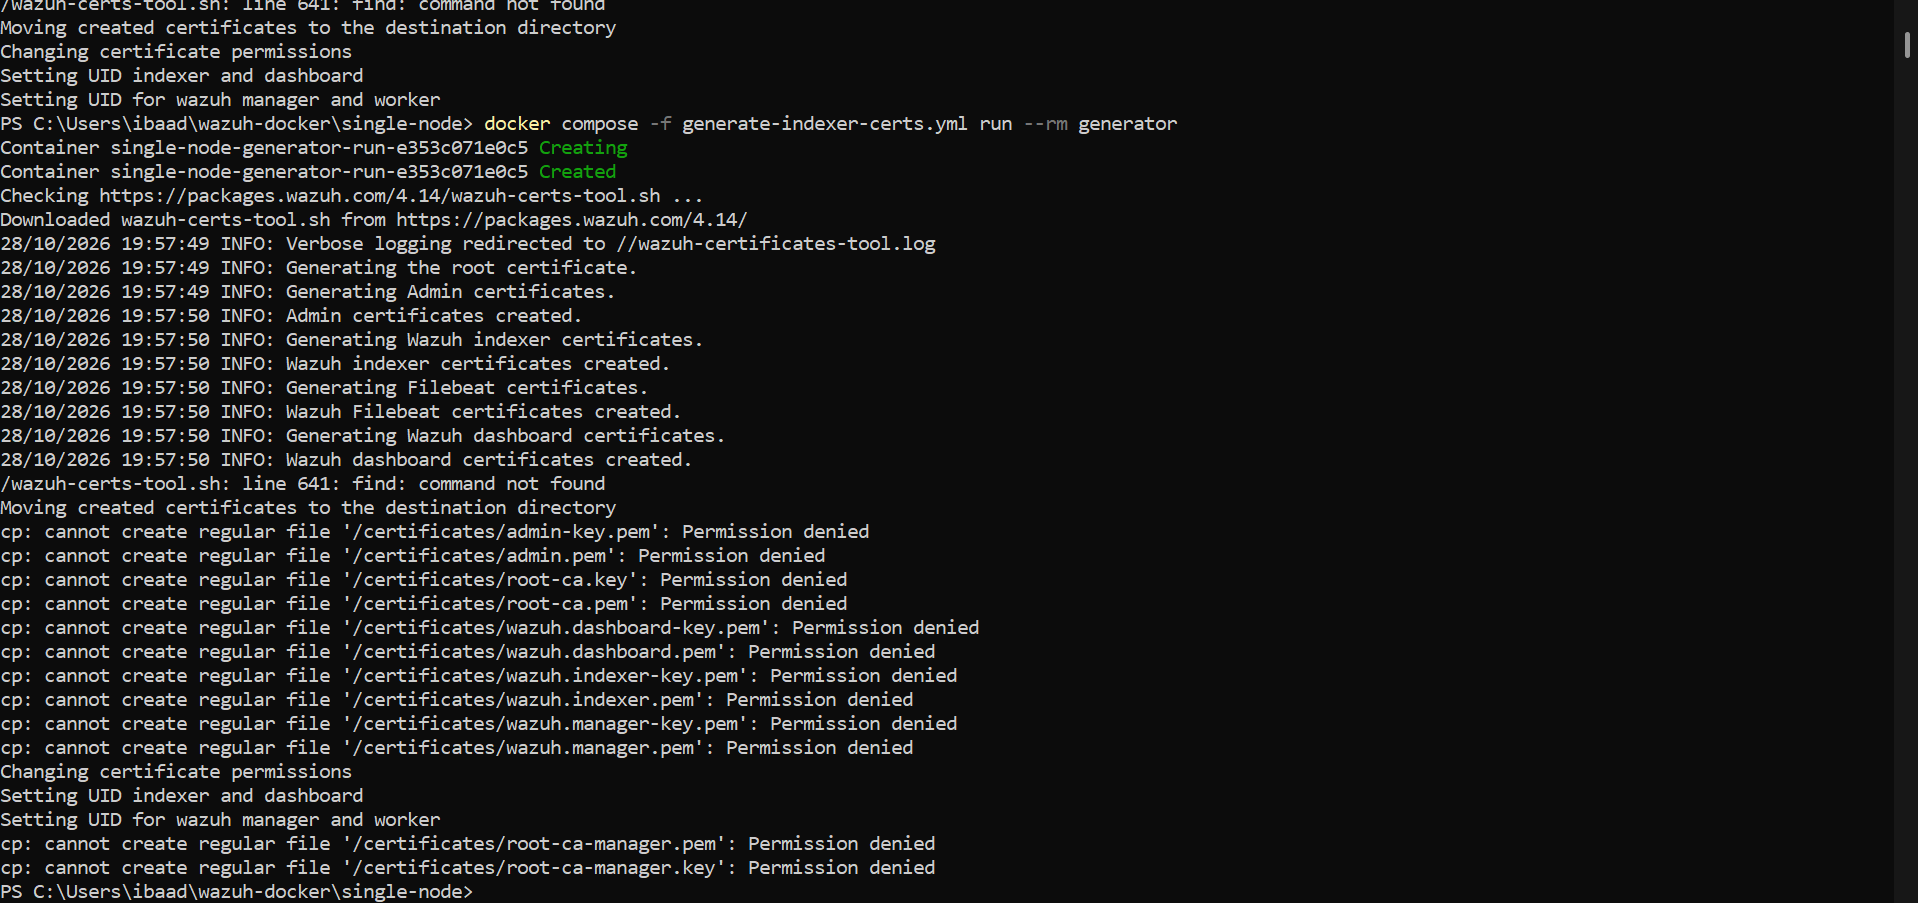 /wazuh-certs-tool.sh: line 641: find: command not found
Moving created certificates to the destination directory
Changing certificate permissions
Setting UID indexer and dashboard
Setting UID for wazuh manager and worker
PS C:\Users\ibaad\wazuh-docker\single-node> docker compose -f generate-indexer-certs.yml run --rm generator
Container single-node-generator-run-e353c071e0c5 Creating
Container single-node-generator-run-e353c071e0c5 Created
Checking https://packages.wazuh.com/4.14/wazuh-certs-tool.sh ...
Downloaded wazuh-certs-tool.sh from https://packages.wazuh.com/4.14/
28/10/2026 19:57:49 INFO: Verbose logging redirected to //wazuh-certificates-tool.log
28/10/2026 19:57:49 INFO: Generating the root certificate.
28/10/2026 19:57:49 INFO: Generating Admin certificates.
28/10/2026 19:57:50 INFO: Admin certificates created.
28/10/2026 19:57:50 INFO: Generating Wazuh indexer certificates.
28/10/2026 19:57:50 INFO: Wazuh indexer certificates created.
28/10/2026 19:57:50 INFO: Generating Filebeat certificates.
28/10/2026 19:57:50 INFO: Wazuh Filebeat certificates created.
28/10/2026 19:57:50 INFO: Generating Wazuh dashboard certificates.
28/10/2026 19:57:50 INFO: Wazuh dashboard certificates created.
/wazuh-certs-tool.sh: line 641: find: command not found
Moving created certificates to the destination directory
cp: cannot create regular file '/certificates/admin-key.pem': Permission denied
cp: cannot create regular file '/certificates/admin.pem': Permission denied
cp: cannot create regular file '/certificates/root-ca.key': Permission denied
cp: cannot create regular file '/certificates/root-ca.pem': Permission denied
cp: cannot create regular file '/certificates/wazuh.dashboard-key.pem': Permission denied
cp: cannot create regular file '/certificates/wazuh.dashboard.pem': Permission denied
cp: cannot create regular file '/certificates/wazuh.indexer-key.pem': Permission denied
cp: cannot create regular file '/certificates/wazuh.indexer.pem': Permission denied
cp: cannot create regular file '/certificates/wazuh.manager-key.pem': Permission denied
cp: cannot create regular file '/certificates/wazuh.manager.pem': Permission denied
Changing certificate permissions
Setting UID indexer and dashboard
Setting UID for wazuh manager and worker
cp: cannot create regular file '/certificates/root-ca-manager.pem': Permission denied
cp: cannot create regular file '/certificates/root-ca-manager.key': Permission denied
PS C:\Users\ibaad\wazuh-docker\single-node>